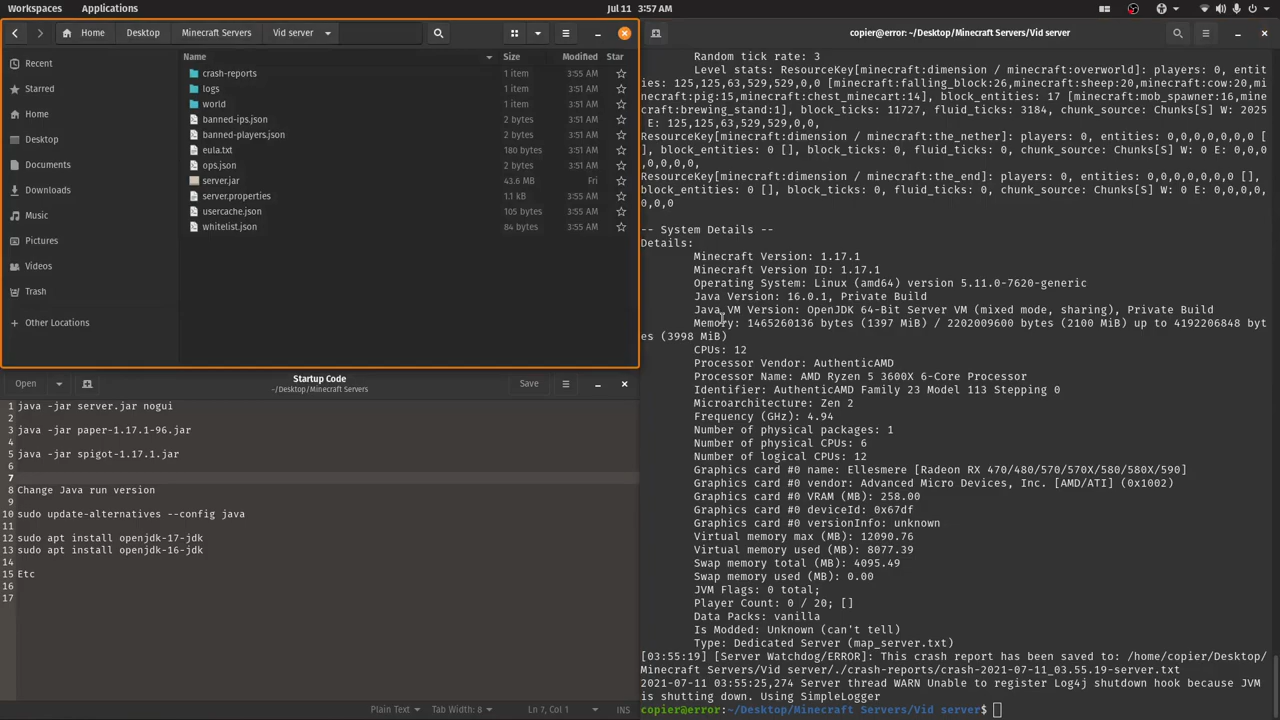 Workspaces Applications Jul 11 3:57 AM
Home Desktop Minecraft Servers Vid server
Name Size Modified Star
Recent
Starred
Home
Desktop
Documents
Downloads
Music
Pictures
Videos
Trash
Other Locations
crash-reports 1 item 3:55 AM
logs 1 item 3:51 AM
world 1 item 3:55 AM
banned-ips.json 2 bytes 3:51 AM
banned-players.json 2 bytes 3:51 AM
eula.txt 180 bytes 3:51 AM
ops.json 2 bytes 3:51 AM
server.jar 43.6 MB Fri
server.properties 1.1 kB 3:55 AM
usercache.json 105 bytes 3:55 AM
whitelist.json 84 bytes 3:55 AM
Open Startup Code Save
~/Desktop/Minecraft Servers
1 java -jar server.jar nogui
2
3 java -jar paper-1.17.1-96.jar
4
5 java -jar spigot-1.17.1.jar
6
7
8 Change Java run version
9
10 sudo update-alternatives --config java
11
12 sudo apt install openjdk-17-jdk
13 sudo apt install openjdk-16-jdk
14
15 Etc
16
17
Plain Text Tab Width: 8 Ln 7, Col 1 INS
copier@error: ~/Desktop/Minecraft Servers/Vid server
Random tick rate: 3
Level stats: ResourceKey[minecraft:dimension / minecraft:overworld]: players: 0, entit
ies: 125,125,63,529,529,0,0 [minecraft:falling_block:26,minecraft:sheep:20,minecraft:cow:20,m
inecraft:pig:15,minecraft:chest_minecart:14], block_entities: 17 [minecraft:mob_spawner:16,mine
craft:brewing_stand:1], block_ticks: 11727, fluid_ticks: 3184, chunk_source: Chunks[S] W: 2025
E: 125,125,63,529,529,0,0,
ResourceKey[minecraft:dimension / minecraft:the_nether]: players: 0, entities: 0,0,0,0,0,0,0 [
], block_entities: 0 [], block_ticks: 0, fluid_ticks: 0, chunk_source: Chunks[S] W: 0 E: 0,0,0
,0,0,0,0,
ResourceKey[minecraft:dimension / minecraft:the_end]: players: 0, entities: 0,0,0,0,0,0,0 [],
block_entities: 0 [], block_ticks: 0, fluid_ticks: 0, chunk_source: Chunks[S] W: 0 E: 0,0,0,0,
0,0,0
-- System Details --
Details:
Minecraft Version: 1.17.1
Minecraft Version ID: 1.17.1
Operating System: Linux (amd64) version 5.11.0-7620-generic
Java Version: 16.0.1, Private Build
Java VM Version: OpenJDK 64-Bit Server VM (mixed mode, sharing), Private Build
Memory: 1465260136 bytes (1397 MiB) / 2202009600 bytes (2100 MiB) up to 4192206848 byt
es (3998 MiB)
CPUs: 12
Processor Vendor: AuthenticAMD
Processor Name: AMD Ryzen 5 3600X 6-Core Processor
Identifier: AuthenticAMD Family 23 Model 113 Stepping 0
Microarchitecture: Zen 2
Frequency (GHz): 4.94
Number of physical packages: 1
Number of physical CPUs: 6
Number of logical CPUs: 12
Graphics card #0 name: Ellesmere [Radeon RX 470/480/570/570X/580/580X/590]
Graphics card #0 vendor: Advanced Micro Devices, Inc. [AMD/ATI] (0x1002)
Graphics card #0 VRAM (MB): 258.00
Graphics card #0 deviceId: 0x67df
Graphics card #0 versionInfo: unknown
Virtual memory max (MB): 12090.76
Virtual memory used (MB): 8077.39
Swap memory total (MB): 4095.49
Swap memory used (MB): 0.00
JVM Flags: 0 total;
Player Count: 0 / 20; []
Data Packs: vanilla
Is Modded: Unknown (can't tell)
Type: Dedicated Server (map_server.txt)
[03:55:19] [Server Watchdog/ERROR]: This crash report has been saved to: /home/copier/Desktop/
Minecraft Servers/Vid server/./crash-reports/crash-2021-07-11_03.55.19-server.txt
2021-07-11 03:55:25,274 Server thread WARN Unable to register Log4j shutdown hook because JVM
is shutting down. Using SimpleLogger
copier@error:~/Desktop/Minecraft Servers/Vid server$